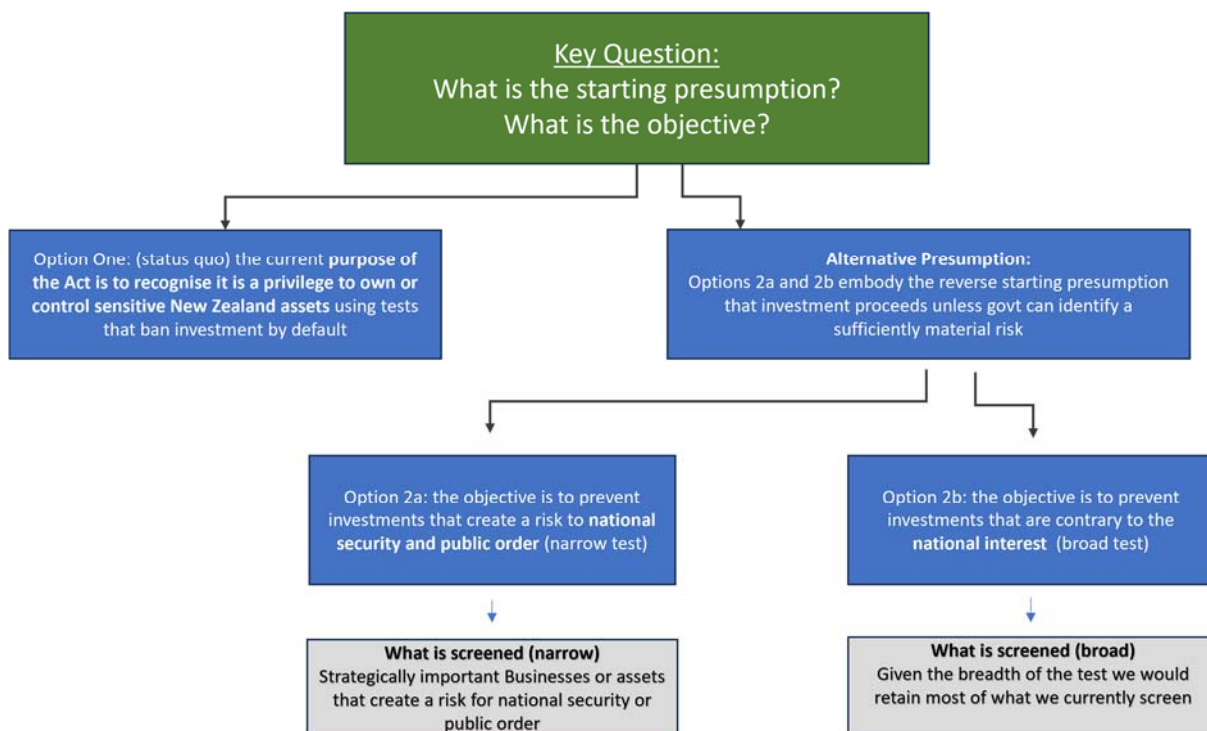 Key Question:
What is the starting presumption?
What is the objective?
Option One: (status quo) the current purpose of
the Act is to recognise it is a privilege to own or
control sensitive New Zealand assets using tests
that ban investment by default
Alternative Presumption:
Options 2a and 2b embody the reverse starting presumption
that investment proceeds unless govt can identify a
sufficiently material risk
Option 2a: the objective is to prevent
investments that create a risk to national
security and public order (narrow test)
Option 2b: the objective is to prevent
investments that are contrary to the
national interest (broad test)
What is screened (narrow)
Strategically important Businesses or assets
that create a risk for national security or
public order
What is screened (broad)
Given the breadth of the test we would
retain most of what we currently screen